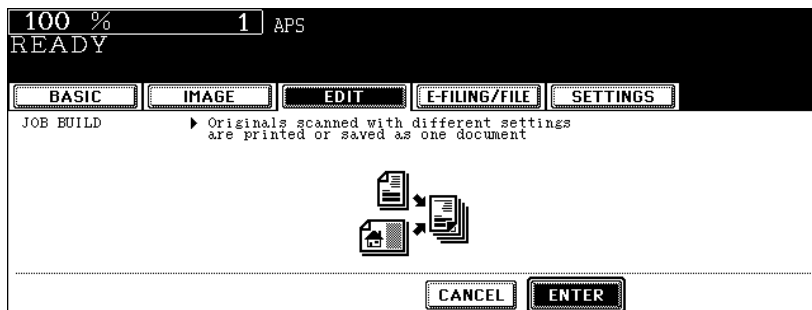 100 % 1 APS
READY
BASIC IMAGE EDIT E-FILING/FILE SETTINGS
JOB BUILD Originals scanned with different settings
are printed or saved as one document
CANCEL ENTER